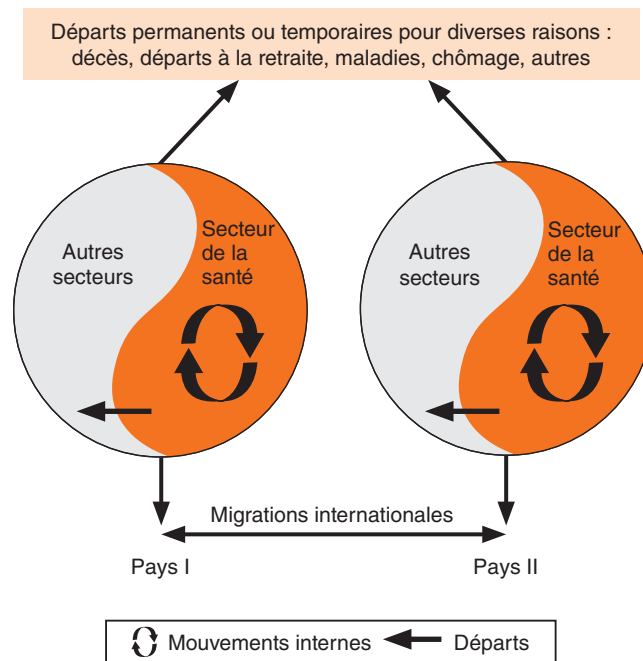 Départs permanents ou temporaires pour diverses raisons :
décès, départs à la retraite, maladies, chômage, autres
Autres
secteurs
Secteur
de la
santé
Autres
secteurs
Secteur
de la
santé
Migrations internationales
Pays I
Pays II
Mouvements internes
Départs